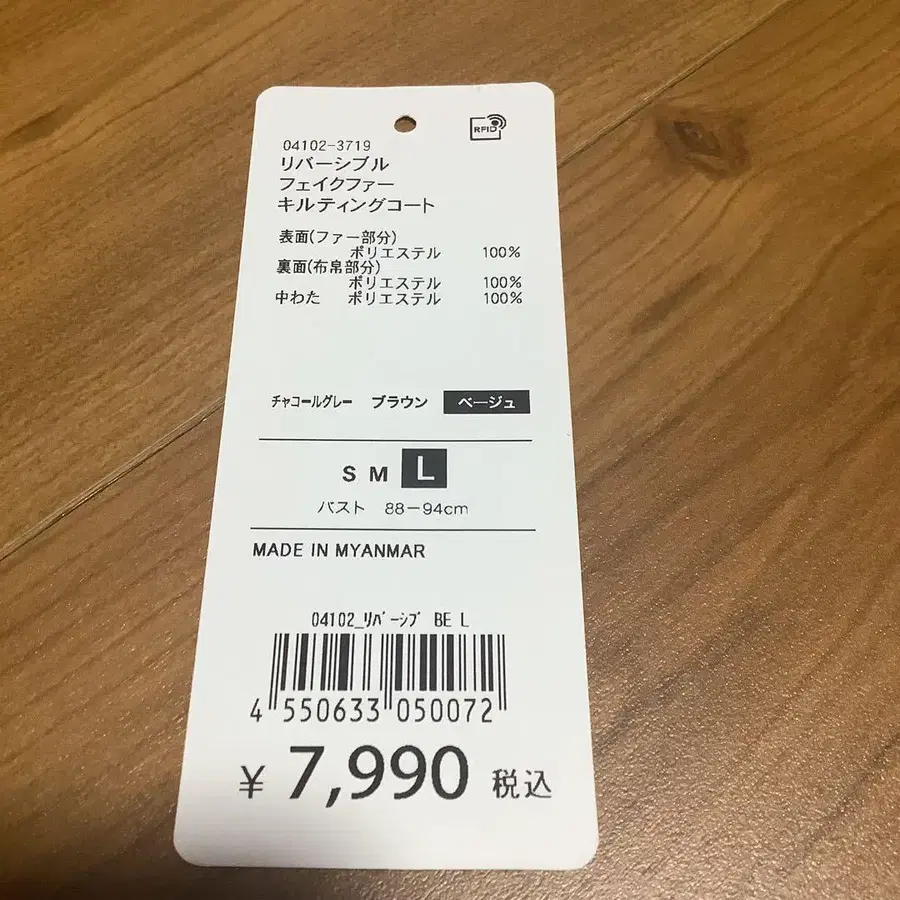 RFID
04102-3719
リバーシブル
フェイクファー
キルティングコート
表面(ファー部分)
ポリエステル 100%
裏面(布帛部分)
ポリエステル 100%
中わた ポリエステル 100%
チャコールグレー ブラウン ベージュ
S M L
バスト 88-94cm
MADE IN MYANMAR
04102_ﾘﾊﾞｰｼﾌﾞ BE L
4 550633 050072
¥ 7,990 税込